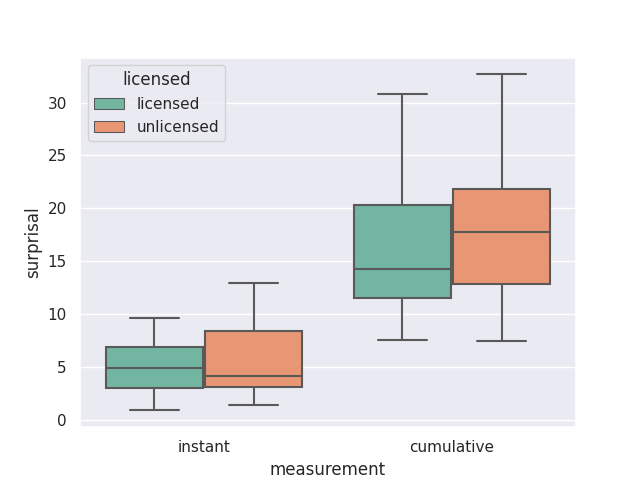 licensed
licensed
unlicensed
30
25
20
15
10
5
0
surprisal
instant
cumulative
measurement